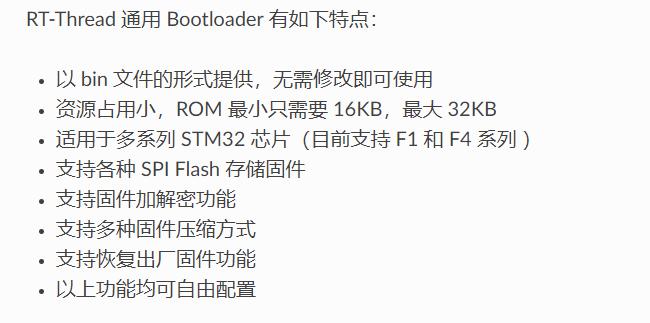 RT-Thread 通用 Bootloader 有如下特点：
• 以 bin 文件的形式提供，无需修改即可使用
• 资源占用小，ROM 最小只需要 16KB，最大 32KB
• 适用于多系列 STM32 芯片（目前支持 F1 和 F4 系列 ）
• 支持各种 SPI Flash 存储固件
• 支持固件加解密功能
• 支持多种固件压缩方式
• 支持恢复出厂固件功能
• 以上功能均可自由配置